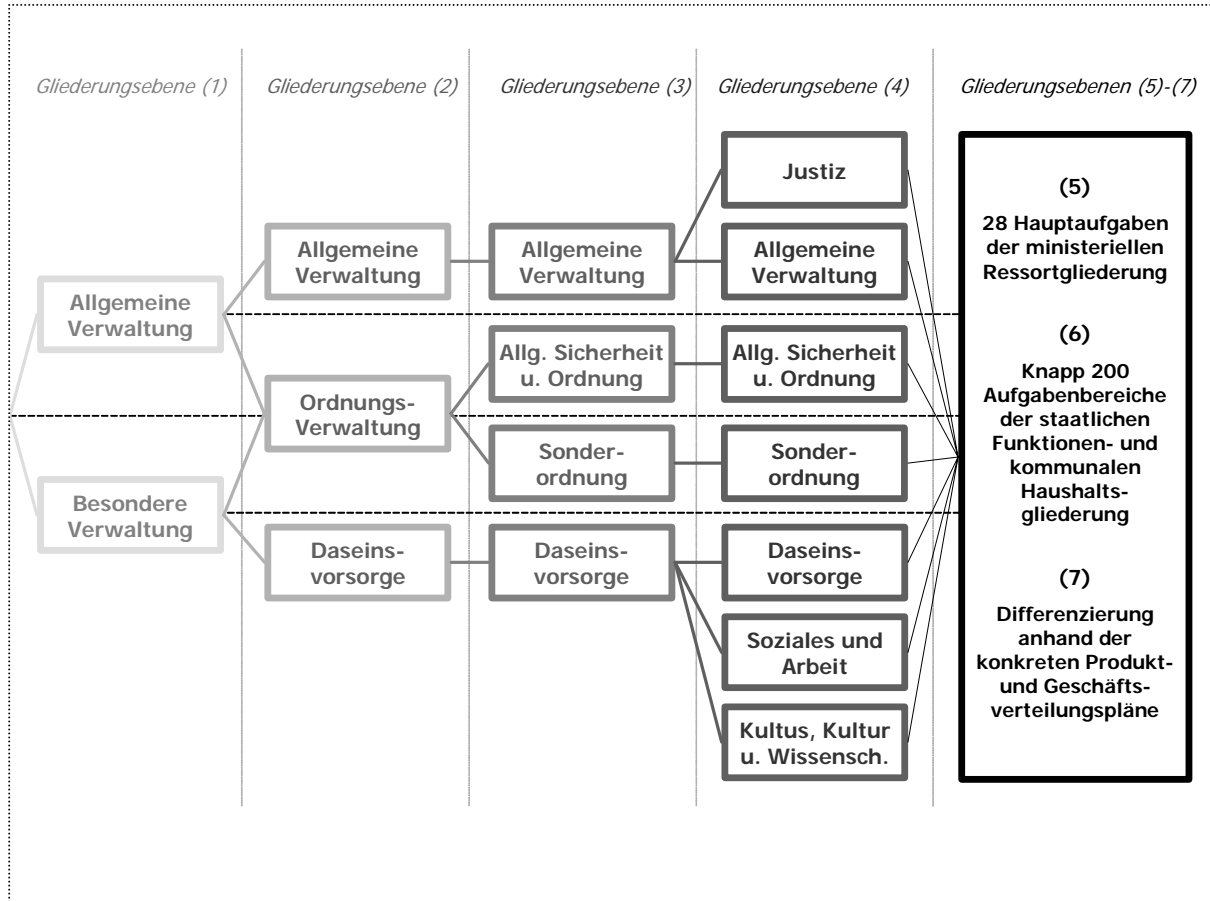 Gliederungsebene (1)
Gliederungsebene (2)
Gliederungsebene (3)
Gliederungsebene (4)
Gliederungsebenen (5)-(7)
Allgemeine
Verwaltung
Besondere
Verwaltung
Allgemeine
Verwaltung
Ordnungs-
Verwaltung
Daseins-
vorsorge
Allgemeine
Verwaltung
Allg. Sicherheit
u. Ordnung
Sonder-
ordnung
Daseins-
vorsorge
Justiz
Allgemeine
Verwaltung
Allg. Sicherheit
u. Ordnung
Sonder-
ordnung
Daseins-
vorsorge
Soziales und
Arbeit
Kultus, Kultur
u. Wissensch.
(5)
28 Hauptaufgaben
der ministeriellen
Ressortgliederung
(6)
Knapp 200
Aufgabenbereiche
der staatlichen
Funktionen- und
kommunalen
Haushalts-
gliederung
(7)
Differenzierung
anhand der
konkreten Produkt-
und Geschäfts-
verteilungspläne